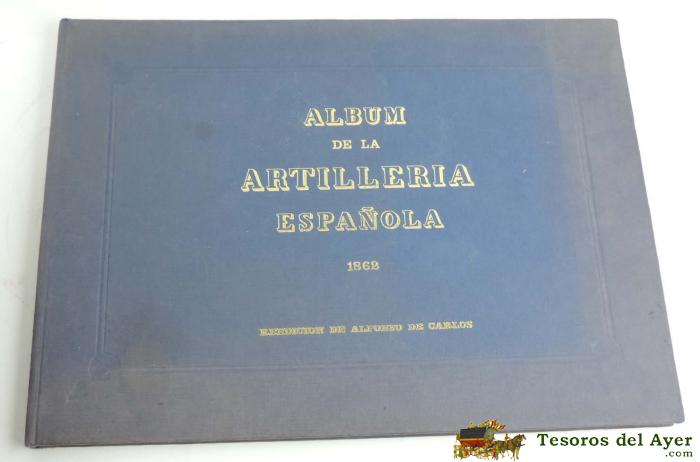 ALBUM
DE LA
ARTILLERIA
ESPAÑOLA
1862
REEDICION DE ALFONSO DE CARLOS
Tesoros del Ayer
.com